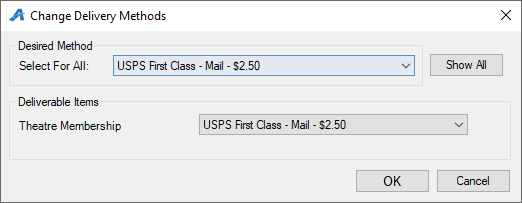 Change Delivery Methods
Desired Method
Select For All: USPS First Class - Mail - $2.50 Show All
Deliverable Items
Theatre Membership USPS First Class - Mail - $2.50
OK Cancel